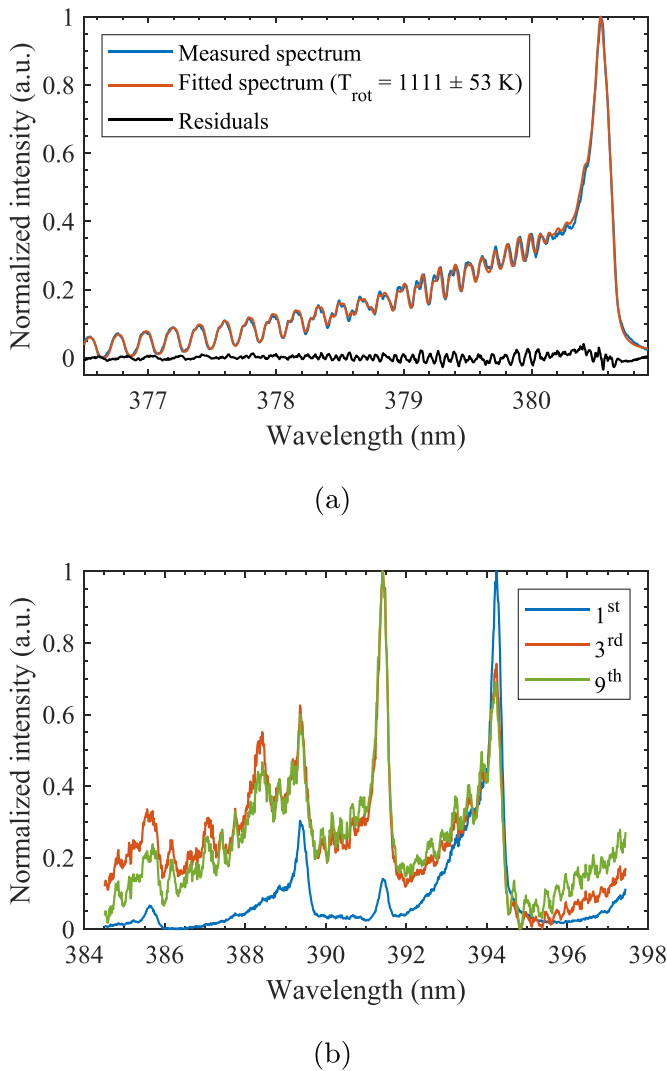 1
0.8
0.6
0.4
0.2
0
Normalized intensity (a.u.)
Measured spectrum
Fitted spectrum (T_rot = 1111 ± 53 K)
Residuals
377 378 379 380
Wavelength (nm)
(a)
1
0.8
0.6
0.4
0.2
0
Normalized intensity (a.u.)
1st
3rd
9th
384 386 388 390 392 394 396 398
Wavelength (nm)
(b)